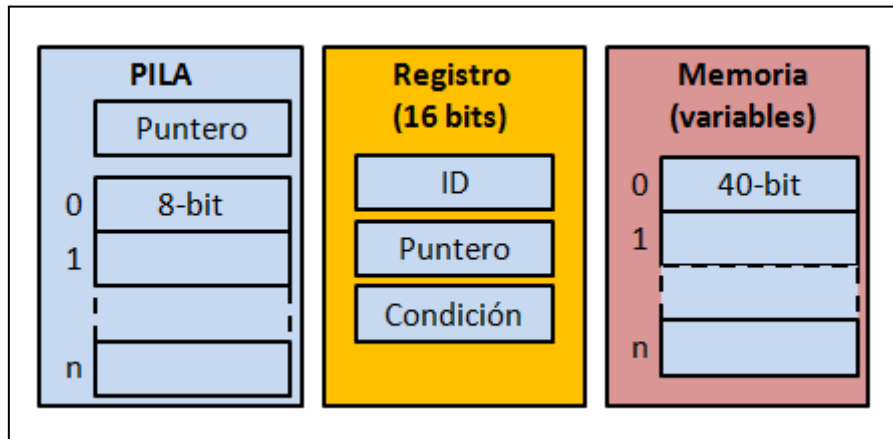 PILA
Puntero
0
8-bit
1
n
Registro
(16 bits)
ID
Puntero
Condición
Memoria
(variables)
0
40-bit
1
n